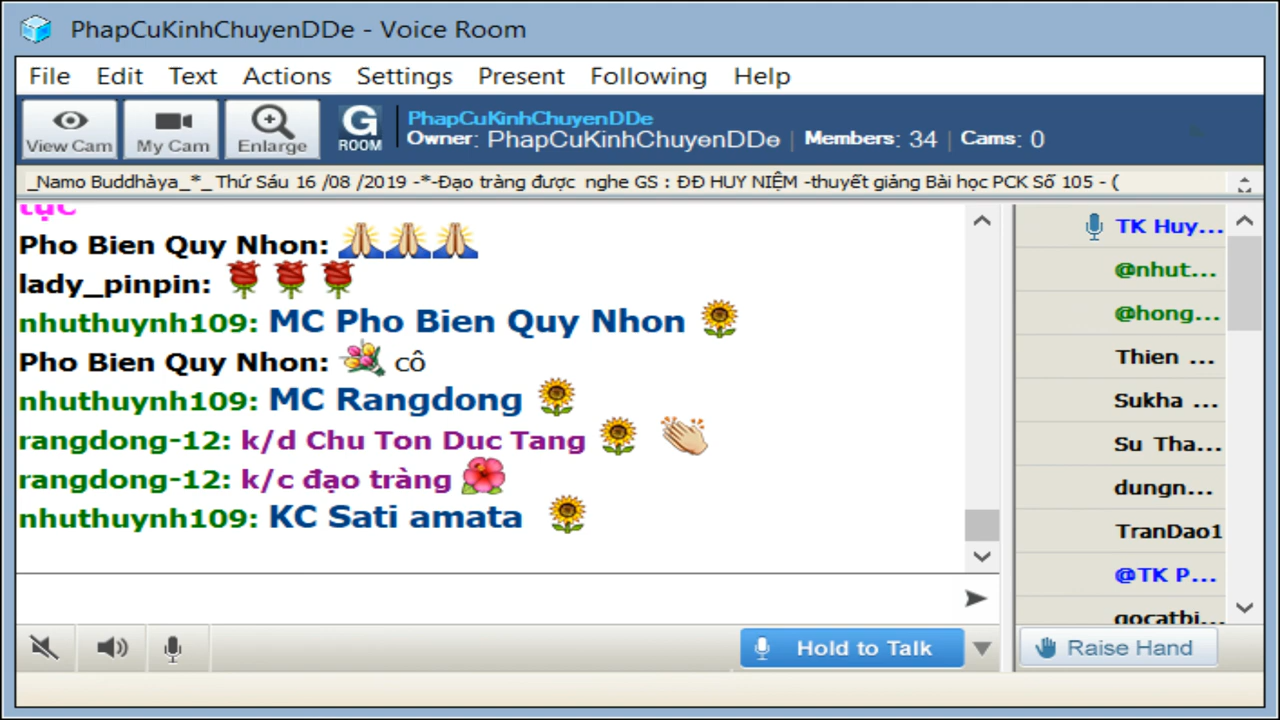 PhapCuKinhChuyenDDe - Voice Room
File Edit Text Actions Settings Present Following Help
View Cam My Cam Enlarge G ROOM
PhapCuKinhChuyenDDe
Owner: PhapCuKinhChuyenDDe | Members: 34 | Cams: 0
_Namo Buddhàya_*_ Thứ Sáu 16 /08 /2019 -*-Đạo tràng được nghe GS : ĐĐ HUY NIỆM -thuyết giảng Bài học PCK Số 105 - (
tục
Pho Bien Quy Nhon:
lady_pinpin:
nhuthuynh109: MC Pho Bien Quy Nhon
Pho Bien Quy Nhon: cô
nhuthuynh109: MC Rangdong
rangdong-12: k/d Chu Ton Duc Tang
rangdong-12: k/c đạo tràng
nhuthuynh109: KC Sati amata
TK Huy...
@nhut...
@hong...
Thien ...
Sukha ...
Su Tha...
dungn...
TranDao1
@TK P...
gocatbi...
Hold to Talk
Raise Hand